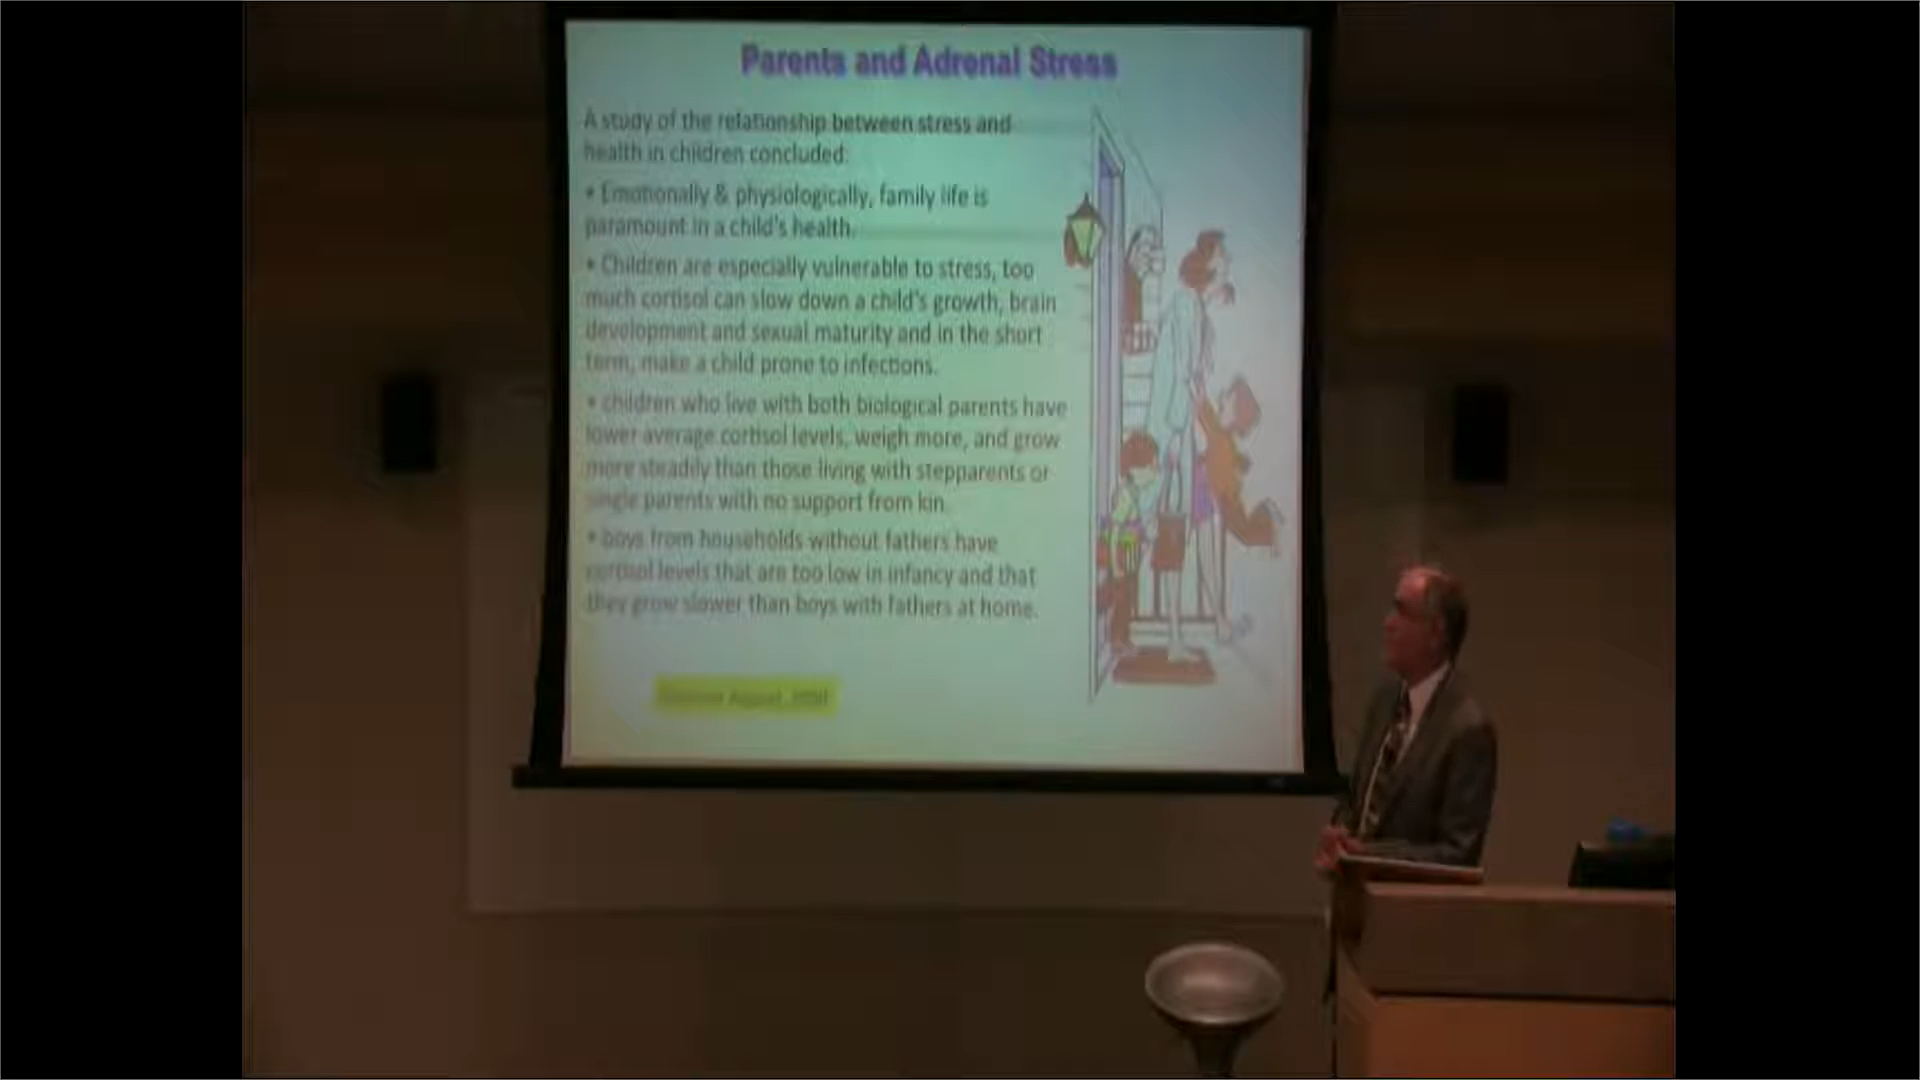 Parents and Adrenal Stress
A study of the relationship between stress and
health in children concluded:
• Emotionally & physiologically, family life is
paramount in a child's health.
• Children are especially vulnerable to stress, too
much cortisol can slow down a child's growth, brain
development and sexual maturity and in the short
term, make a child prone to infections.
• children who live with both biological parents have
lower average cortisol levels, weigh more, and grow
more steadily than those living with stepparents or
single parents with no support from kin.
• boys from households without fathers have
cortisol levels that are too low in infancy and that
they grow slower than boys with fathers at home.
August,